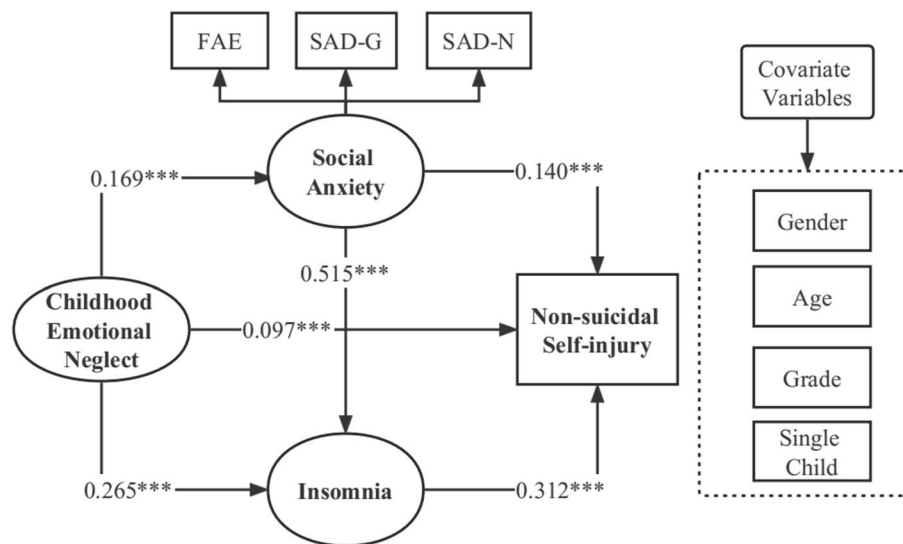 FAE
SAD-G
SAD-N
Covariate
Variables
Social
Anxiety
0.169***
0.140***
Gender
0.515***
Childhood
Emotional
Neglect
0.097***
Non-suicidal
Self-injury
Age
Grade
Single
Child
0.265***
Insomnia
0.312***